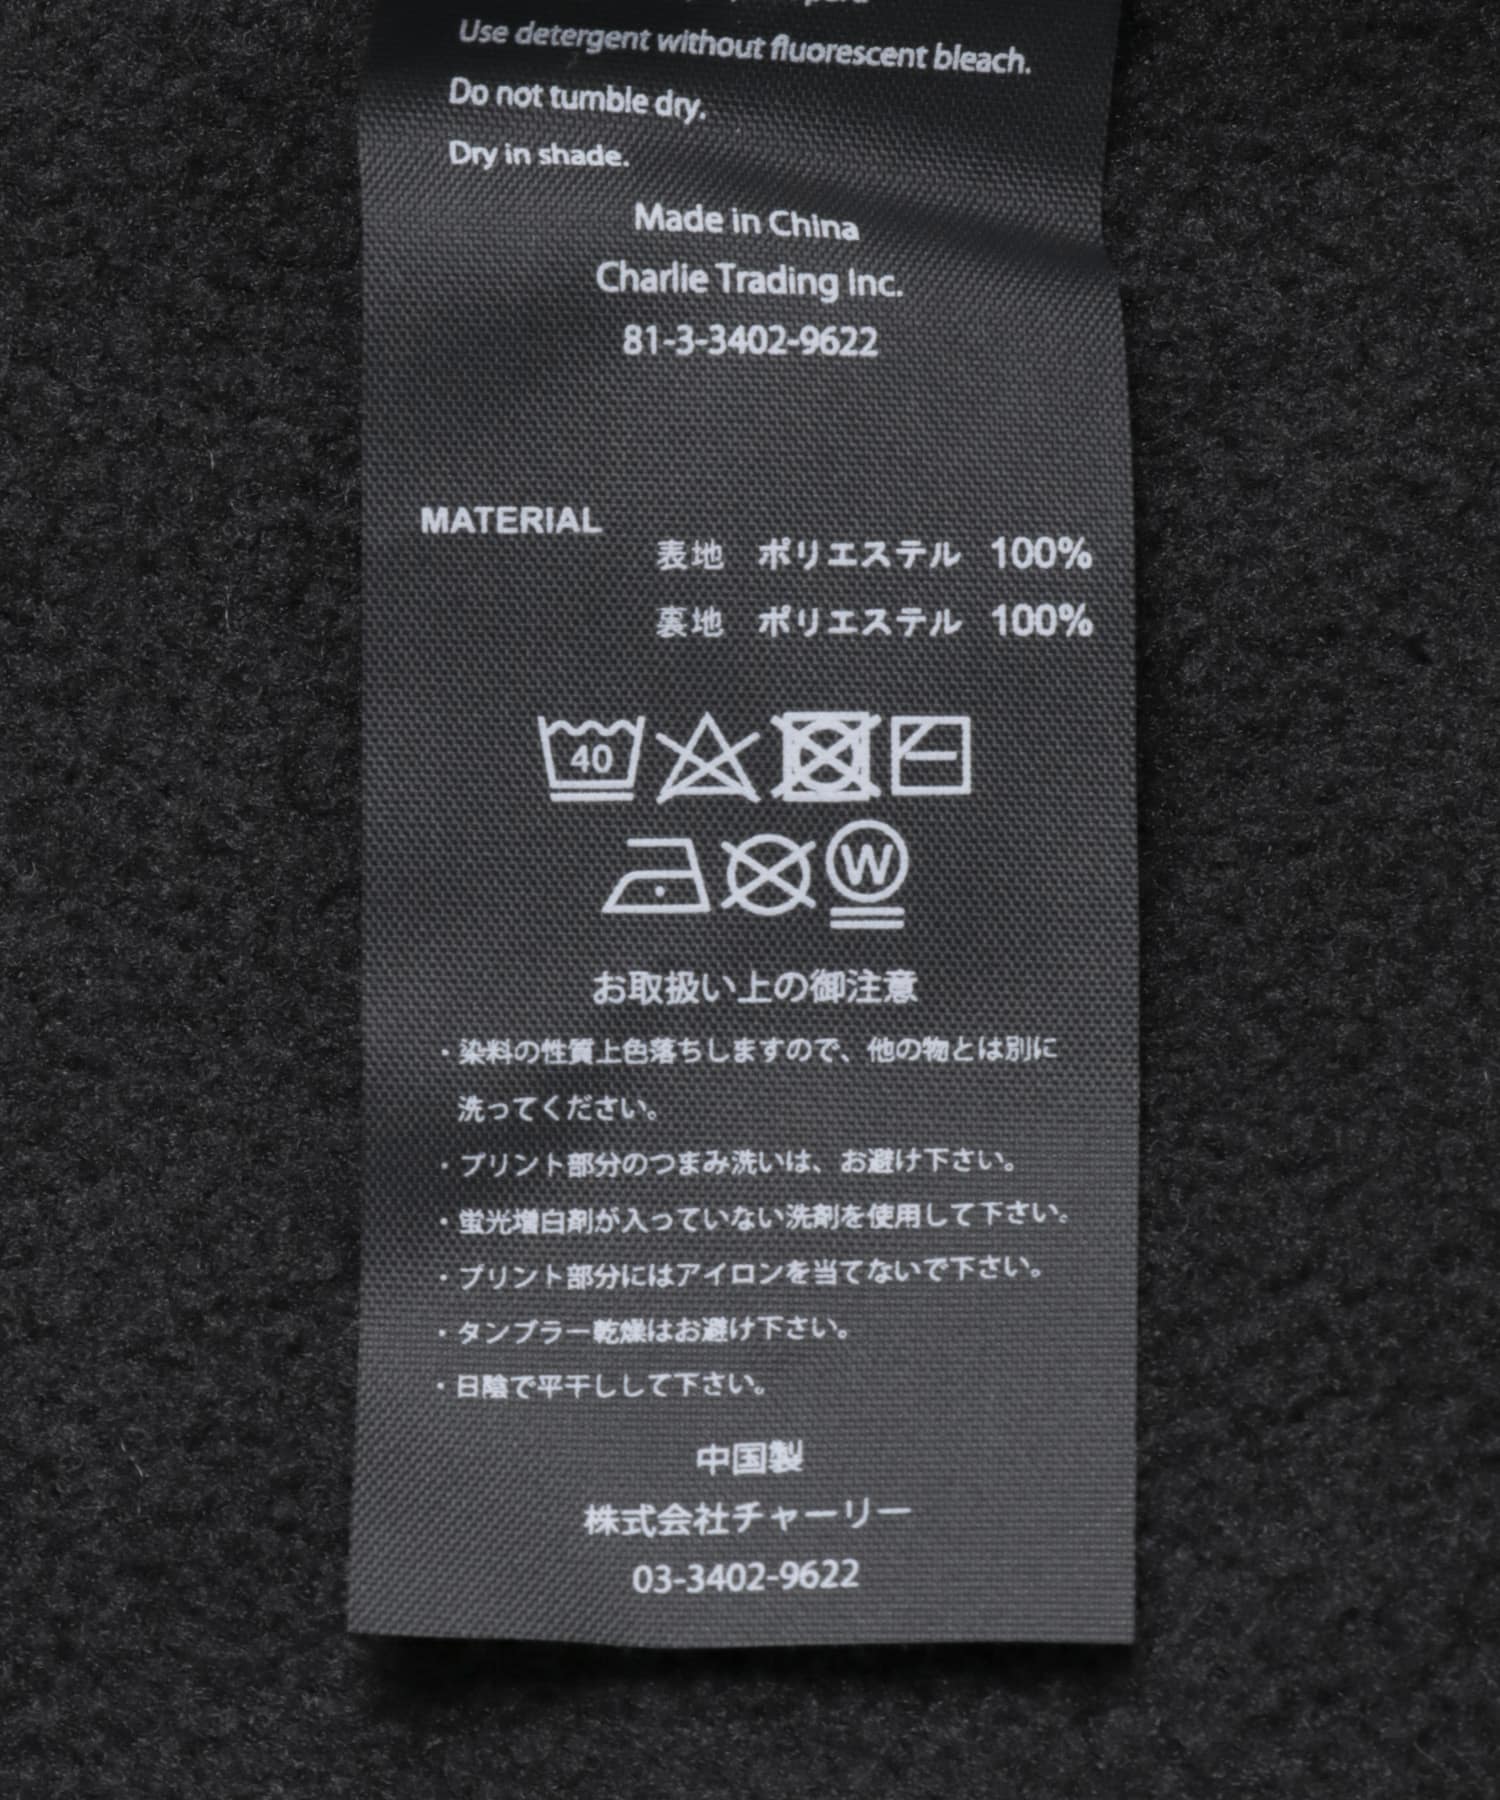 Use detergent without fluorescent bleach.
Do not tumble dry.
Dry in shade.
Made in China
Charlie Trading Inc.
81-3-3402-9622
MATERIAL
表地 ポリエステル 100%
裏地 ポリエステル 100%
40
W
お取扱い上の御注意
・染料の性質上色落ちしますので、他の物とは別に
洗ってください。
・プリント部分のつまみ洗いは、お避け下さい。
・蛍光増白剤が入っていない洗剤を使用して下さい。
・プリント部分にはアイロンを当てないで下さい。
・タンブラー乾燥はお避け下さい。
・日陰で平干しして下さい。
中国製
株式会社チャーリー
03-3402-9622